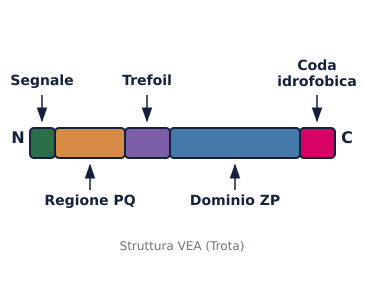 Segnale
Trefoil
Coda
idrofobica
N
C
Regione PQ
Dominio ZP
Struttura VEA (Trota)